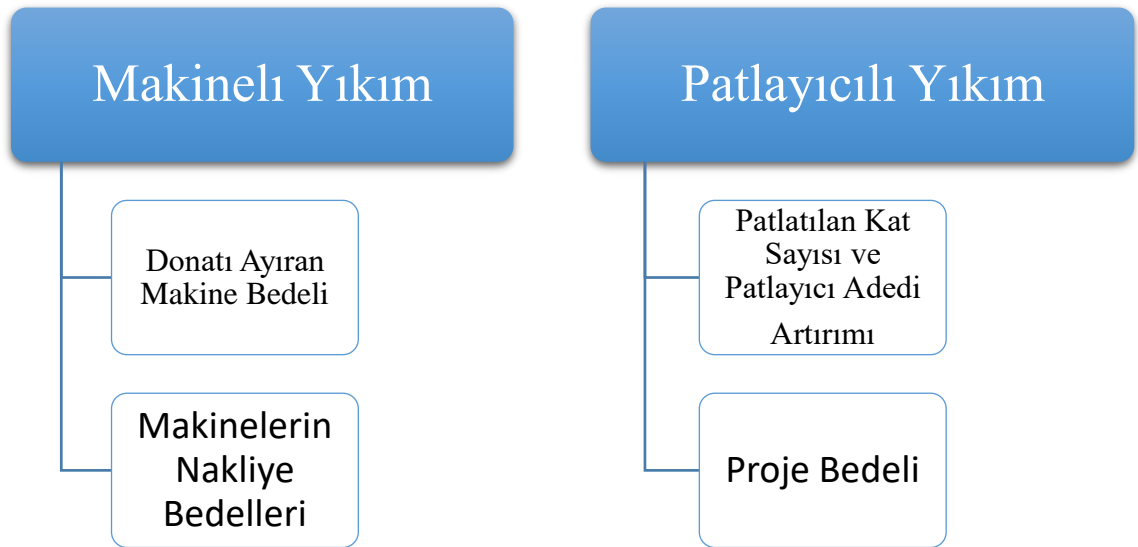 Makinelı Yıkım
Donatı Ayıran
Makine Bedeli
Makinelerin
Nakliye
Bedelleri
Patlayıcılı Yıkım
Patlatılan Kat
Sayısı ve
Patlayıcı Adedi
Artırımı
Proje Bedeli